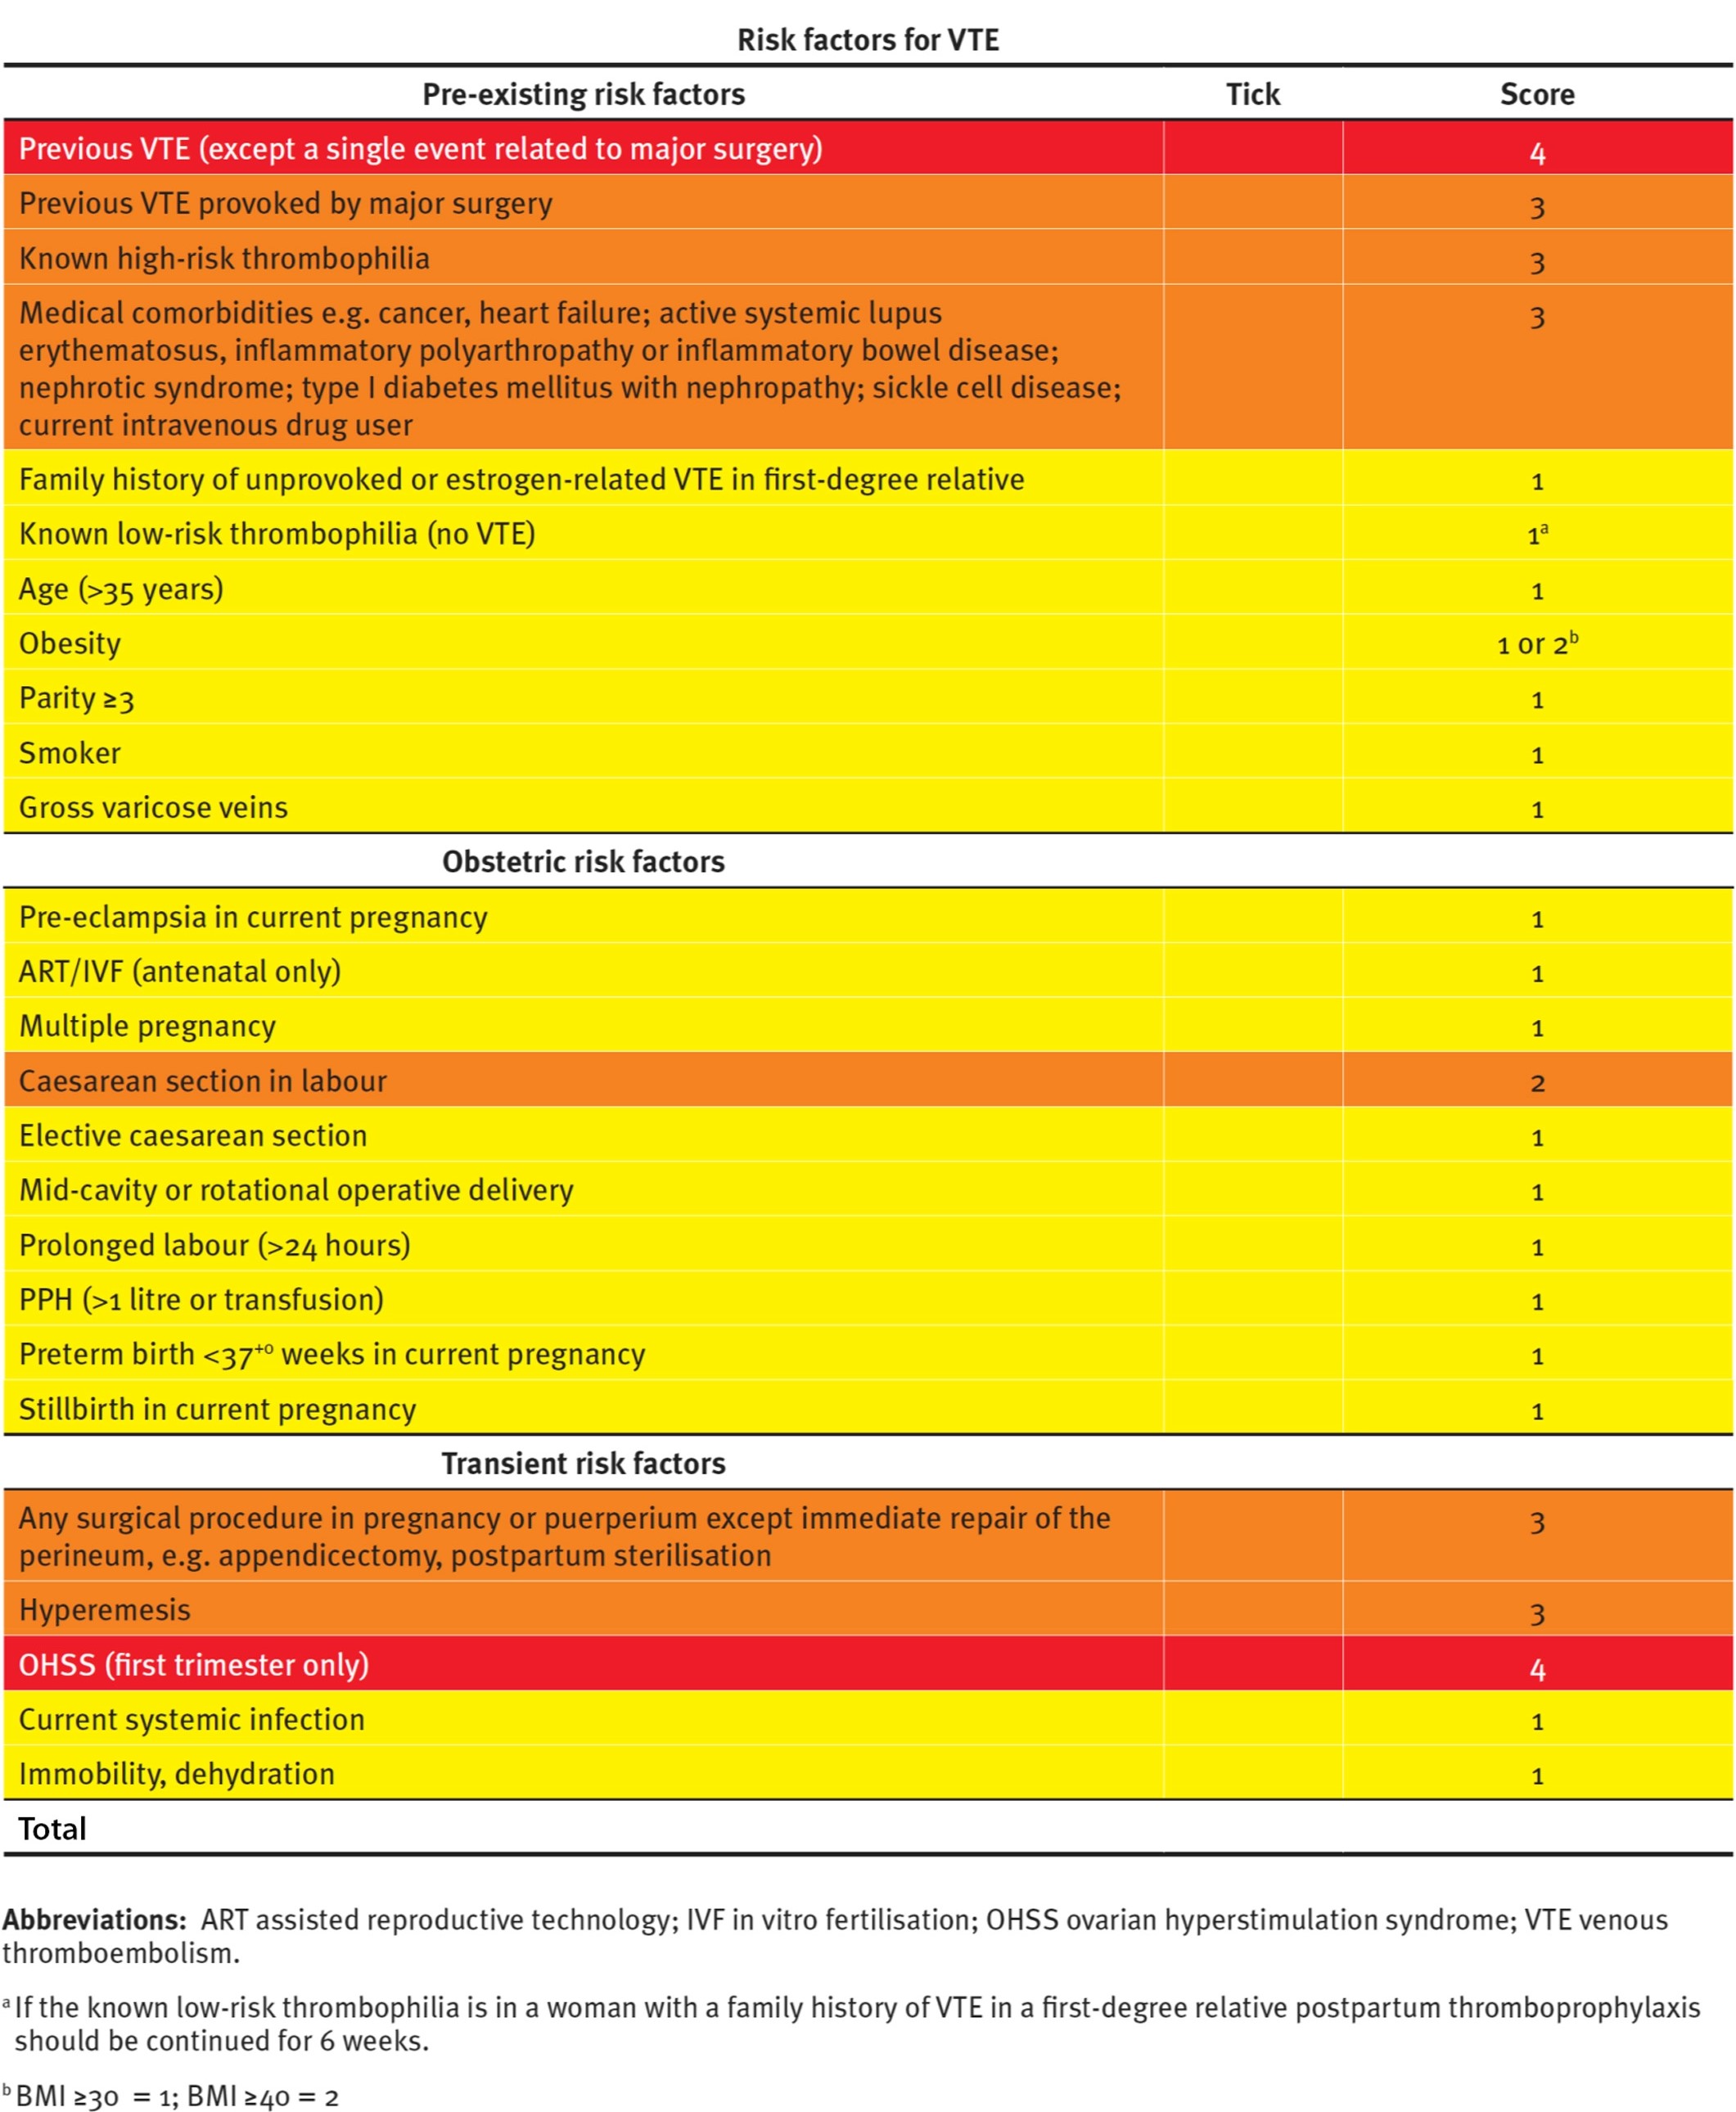 Risk factors for VTE
Pre-existing risk factors Tick Score
Previous VTE (except a single event related to major surgery) 4
Previous VTE provoked by major surgery 3
Known high-risk thrombophilia 3
Medical comorbidities e.g. cancer, heart failure; active systemic lupus 3
erythematosus, inflammatory polyarthropathy or inflammatory bowel disease;
nephrotic syndrome; type I diabetes mellitus with nephropathy; sickle cell disease;
current intravenous drug user
Family history of unprovoked or estrogen-related VTE in first-degree relative 1
Known low-risk thrombophilia (no VTE) 1ᵃ
Age (>35 years) 1
Obesity 1 or 2ᵇ
Parity ≥3 1
Smoker 1
Gross varicose veins 1
Obstetric risk factors
Pre-eclampsia in current pregnancy 1
ART/IVF (antenatal only) 1
Multiple pregnancy 1
Caesarean section in labour 2
Elective caesarean section 1
Mid-cavity or rotational operative delivery 1
Prolonged labour (>24 hours) 1
PPH (>1 litre or transfusion) 1
Preterm birth <37⁺⁰ weeks in current pregnancy 1
Stillbirth in current pregnancy 1
Transient risk factors
Any surgical procedure in pregnancy or puerperium except immediate repair of the 3
perineum, e.g. appendicectomy, postpartum sterilisation
Hyperemesis 3
OHSS (first trimester only) 4
Current systemic infection 1
Immobility, dehydration 1
Total
Abbreviations: ART assisted reproductive technology; IVF in vitro fertilisation; OHSS ovarian hyperstimulation syndrome; VTE venous
thromboembolism.
ᵃ If the known low-risk thrombophilia is in a woman with a family history of VTE in a first-degree relative postpartum thromboprophylaxis
should be continued for 6 weeks.
ᵇ BMI ≥30 = 1; BMI ≥40 = 2